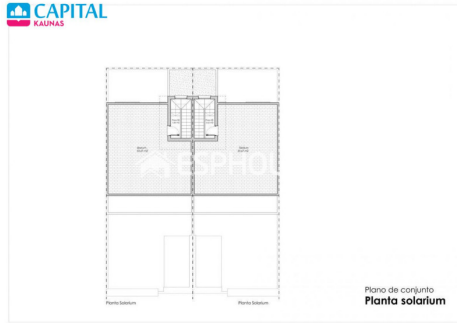 CAPITAL
KAUNAS
ESPHOU
Planta Solarium
Planta Solarium
Plano de conjunto
Planta solarium